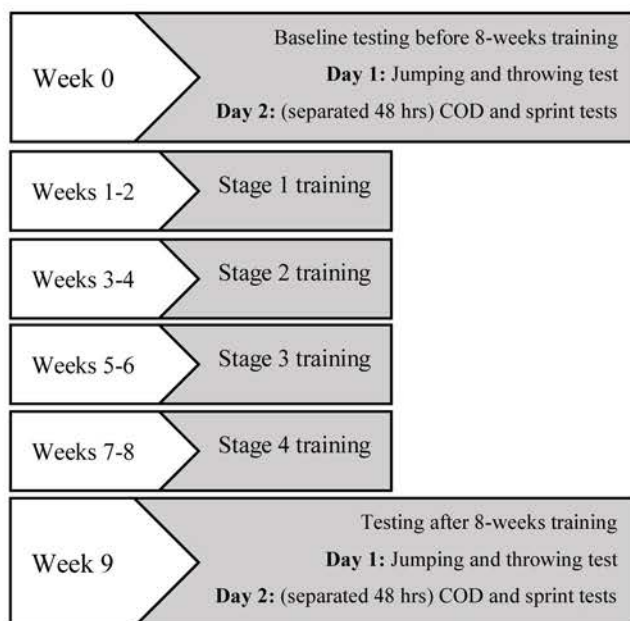 Week 0
Baseline testing before 8-weeks training
Day 1: Jumping and throwing test
Day 2: (separated 48 hrs) COD and sprint tests
Weeks 1-2
Stage 1 training
Weeks 3-4
Stage 2 training
Weeks 5-6
Stage 3 training
Weeks 7-8
Stage 4 training
Week 9
Testing after 8-weeks training
Day 1: Jumping and throwing test
Day 2: (separated 48 hrs) COD and sprint tests